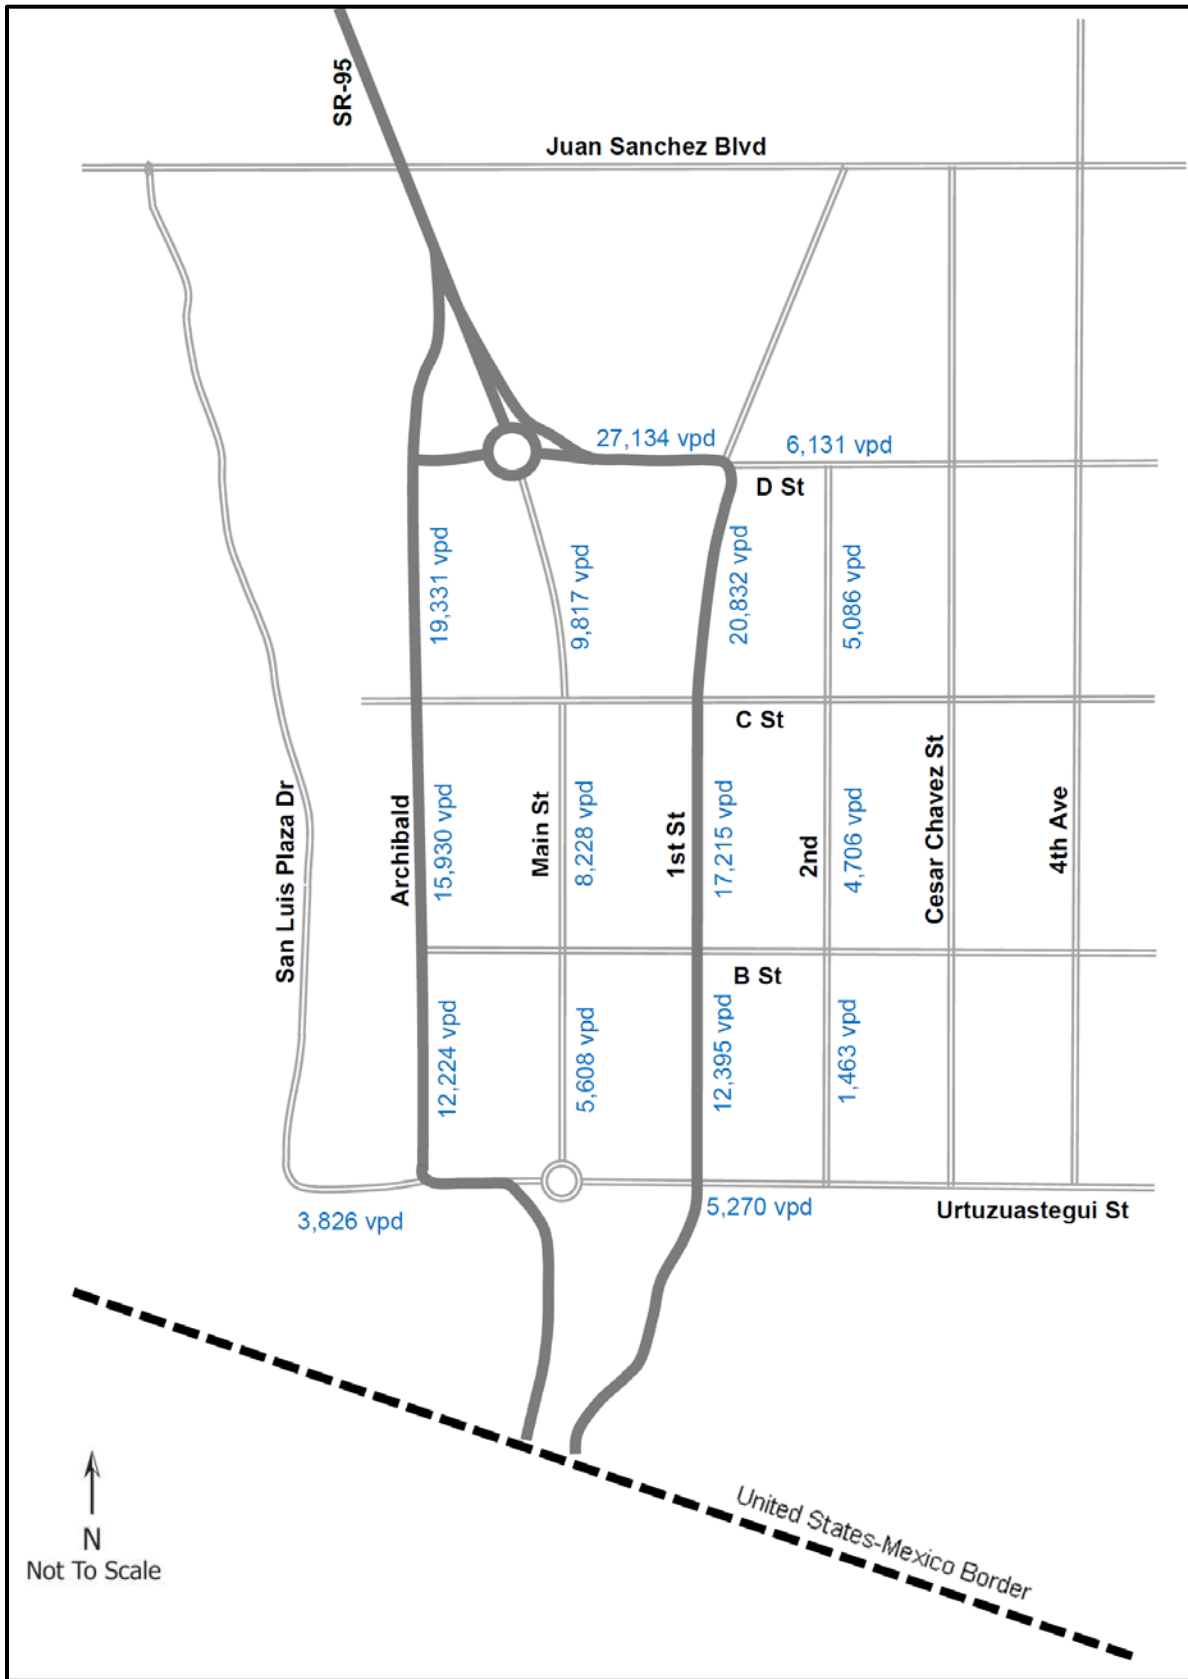 SR-95
Juan Sanchez Blvd
27,134 vpd
6,131 vpd
D St
19,331 vpd
9,817 vpd
20,832 vpd
5,086 vpd
C St
San Luis Plaza Dr
Archibald
15,930 vpd
Main St
8,228 vpd
1st St
17,215 vpd
2nd
4,706 vpd
Cesar Chavez St
4th Ave
B St
12,224 vpd
5,608 vpd
12,395 vpd
1,463 vpd
3,826 vpd
5,270 vpd
Urtuzuastegui St
United States-Mexico Border
N
Not To Scale